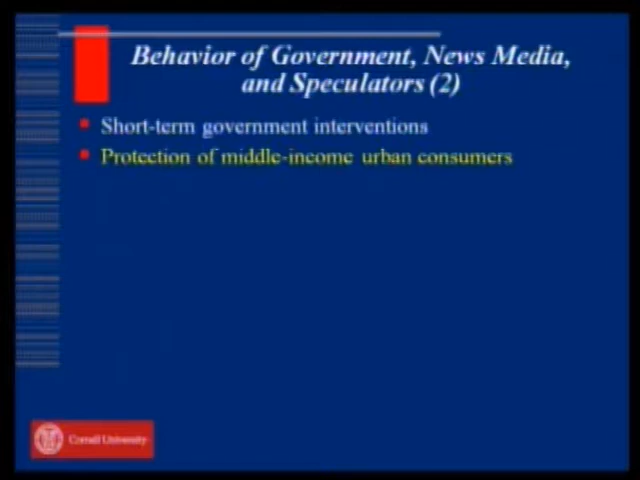 Behavior of Government, News Media,
and Speculators (2)
Short-term government interventions
Protection of middle-income urban consumers
Cornell University